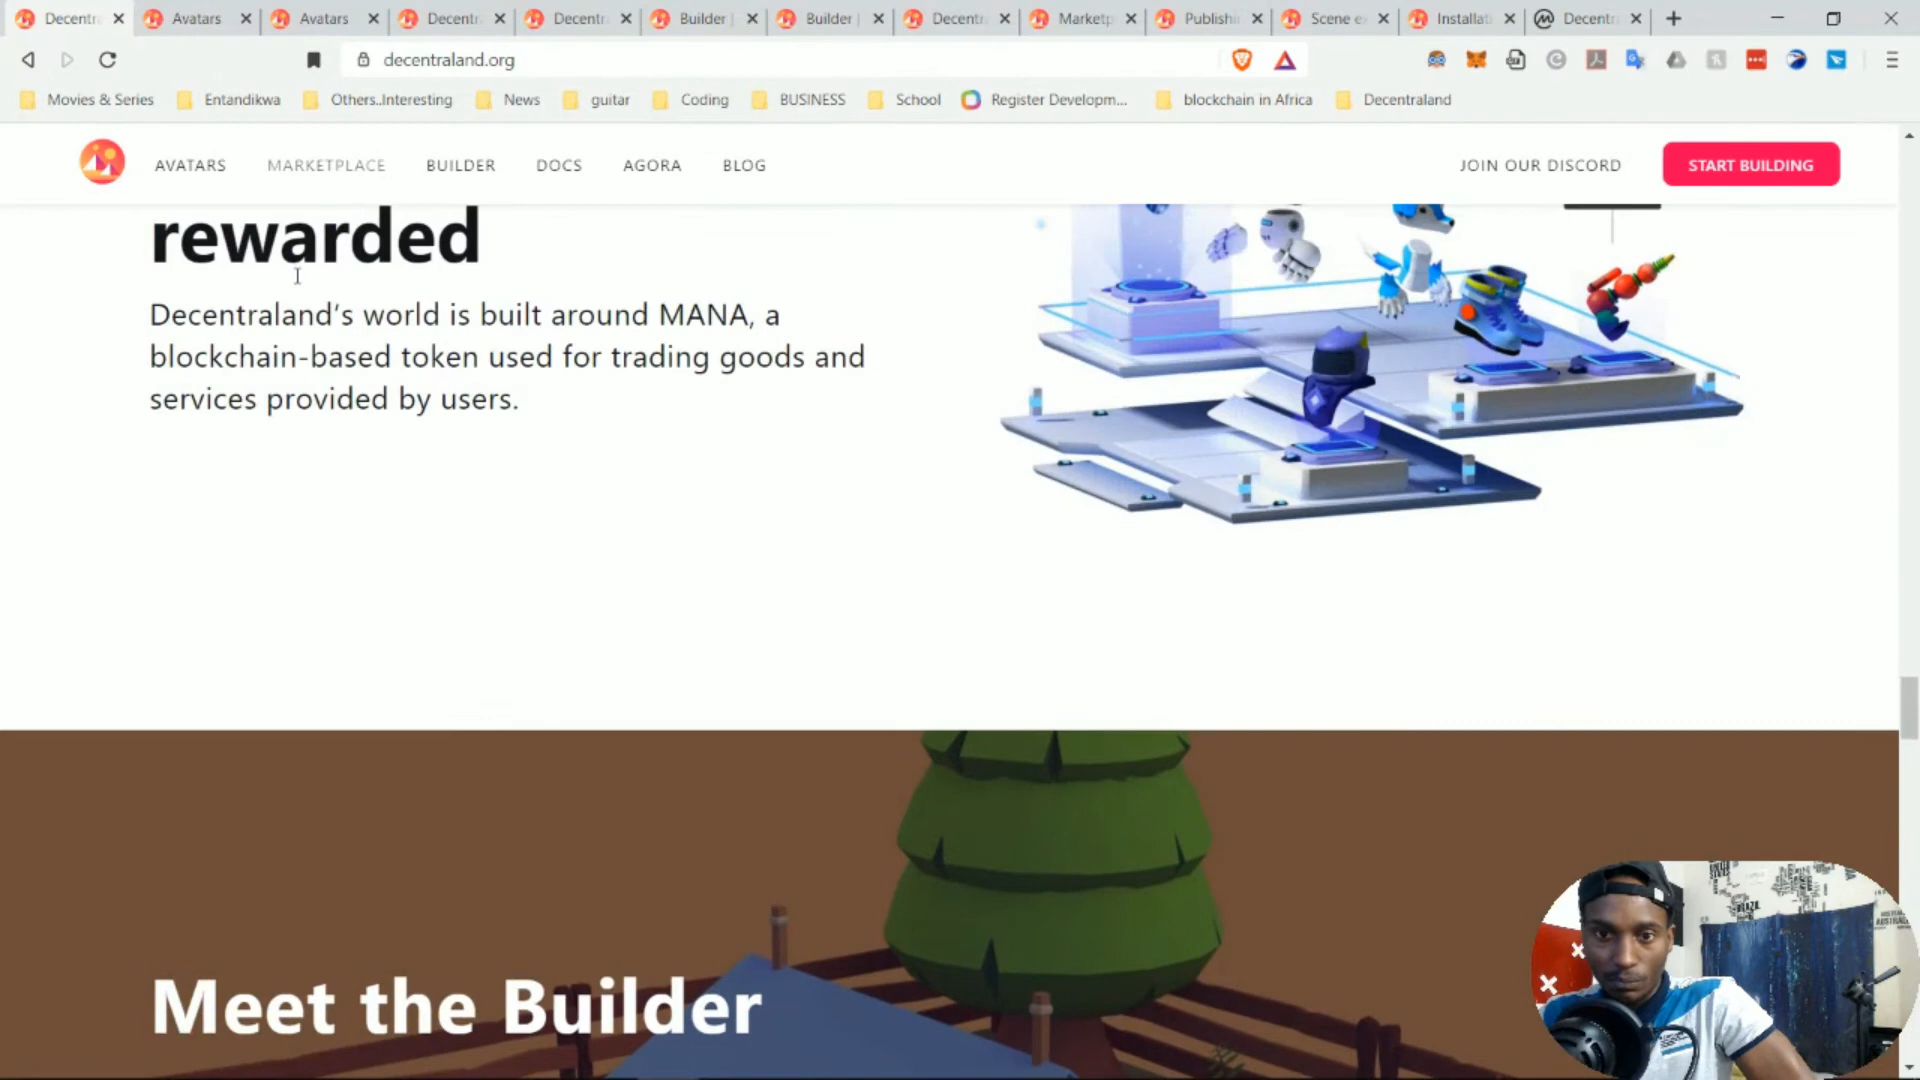 Decentr
Avatars
Avatars
Decentr
Decentr
Builder |
Builder |
Decentr
Marketp
Publishi
Scene e
Installat
Decentr
decentraland.org
Movies & Series
Entandikwa
Others..Interesting
News
guitar
Coding
BUSINESS
School
Register Developm...
blockchain in Africa
Decentraland
AVATARS
MARKETPLACE
BUILDER
DOCS
AGORA
BLOG
JOIN OUR DISCORD
START BUILDING
rewarded
Decentraland's world is built around MANA, a
blockchain-based token used for trading goods and
services provided by users.
Meet the Builder